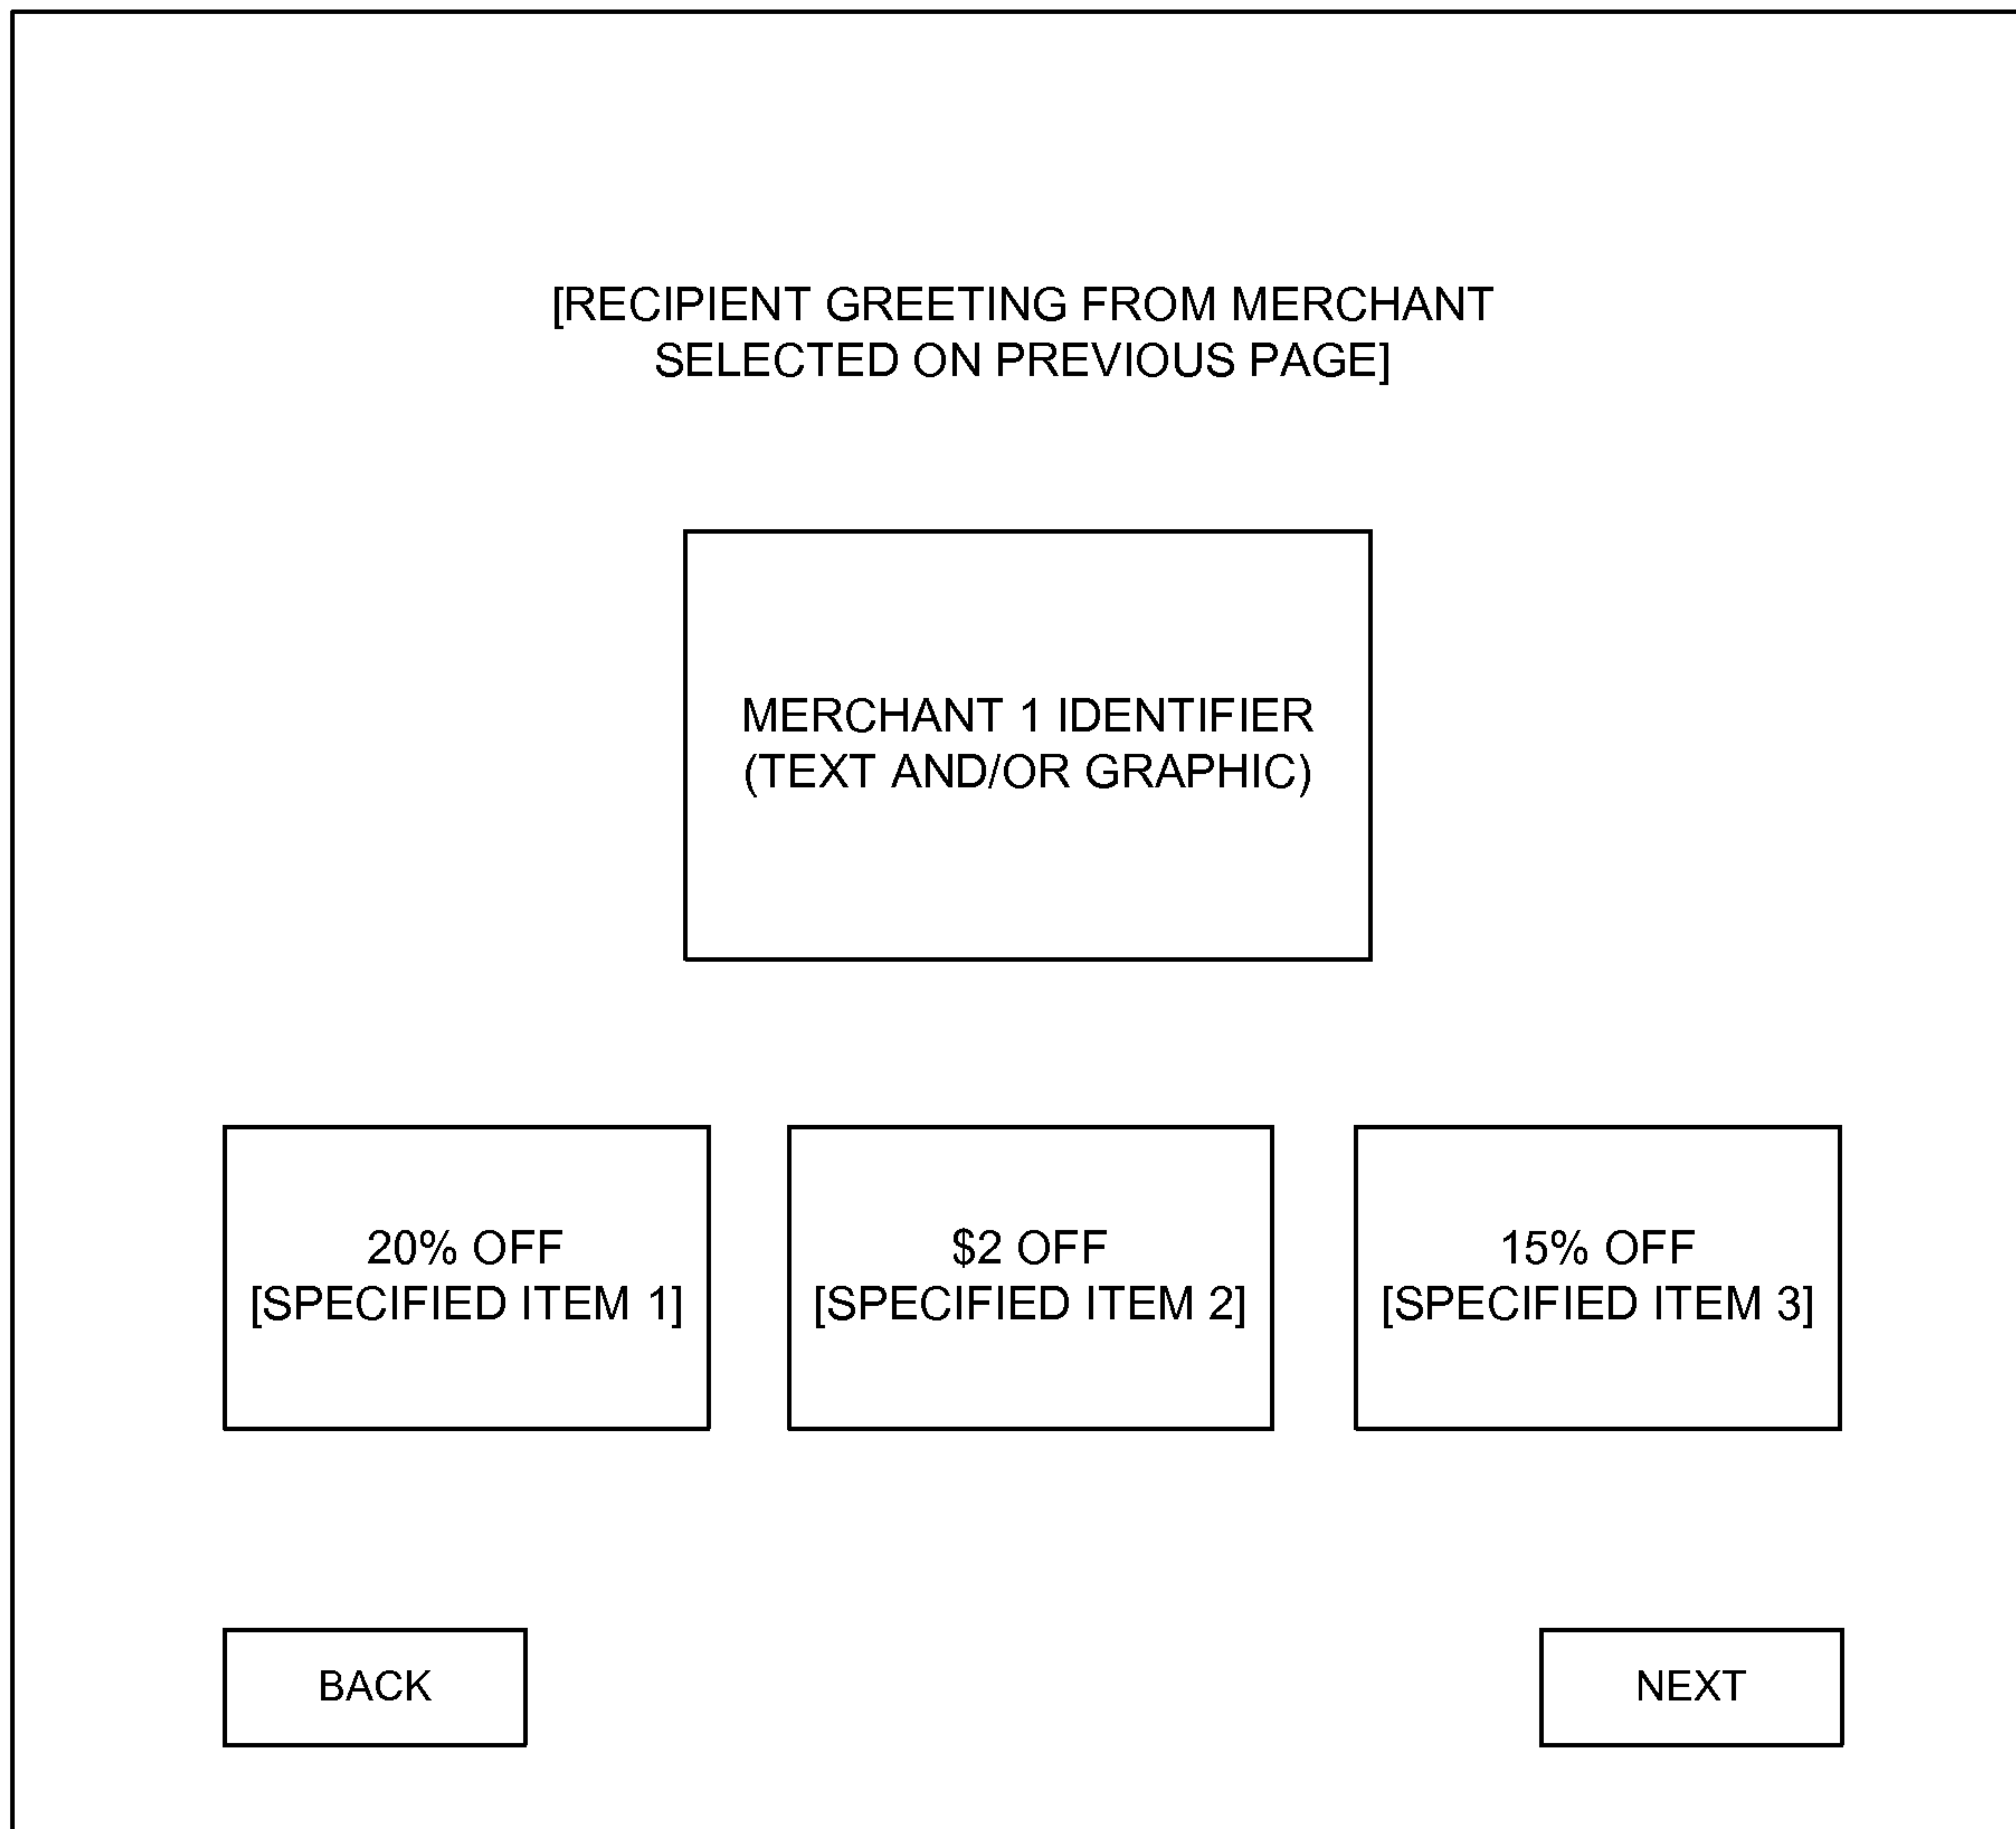 [RECIPIENT GREETING FROM MERCHANT
SELECTED ON PREVIOUS PAGE]
MERCHANT 1 IDENTIFIER
(TEXT AND/OR GRAPHIC)
20% OFF
[SPECIFIED ITEM 1]
$2 OFF
[SPECIFIED ITEM 2]
15% OFF
[SPECIFIED ITEM 3]
BACK
NEXT